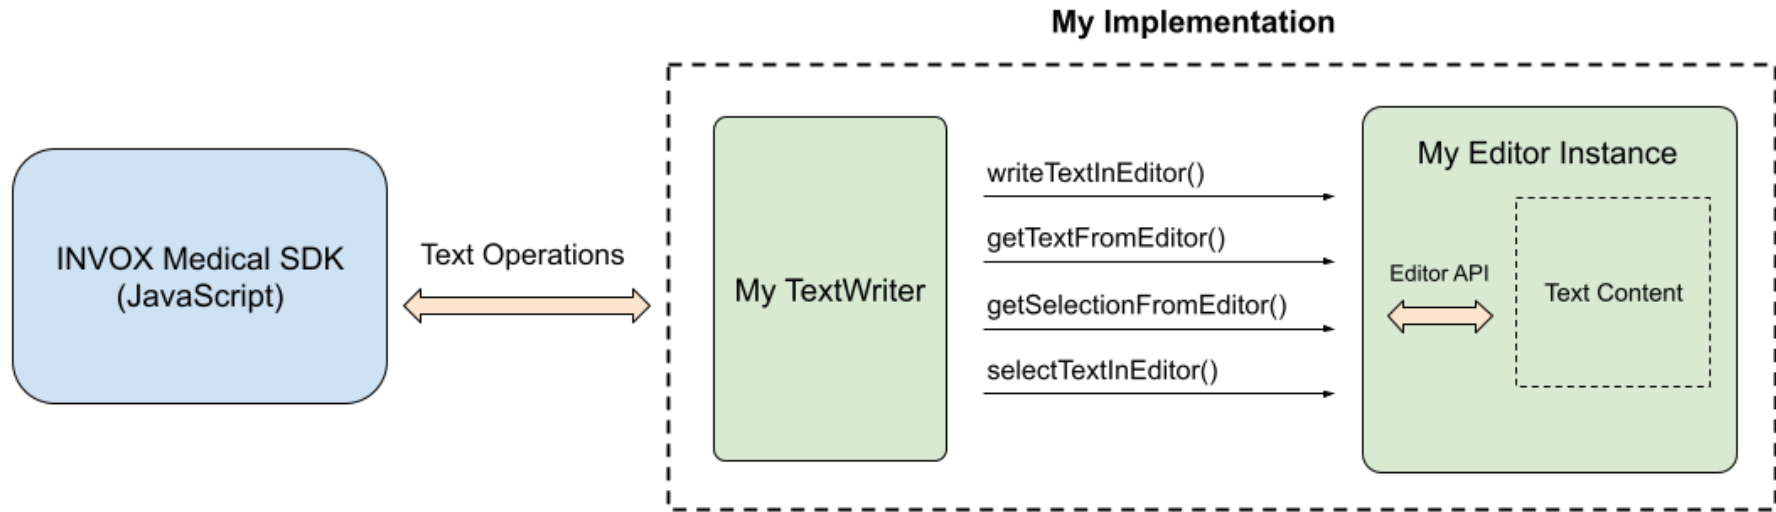 My Implementation
INVOX Medical SDK
(JavaScript)
Text Operations
My TextWriter
writeTextInEditor()
getTextFromEditor()
getSelectionFromEditor()
selectTextInEditor()
My Editor Instance
Editor API
Text Content